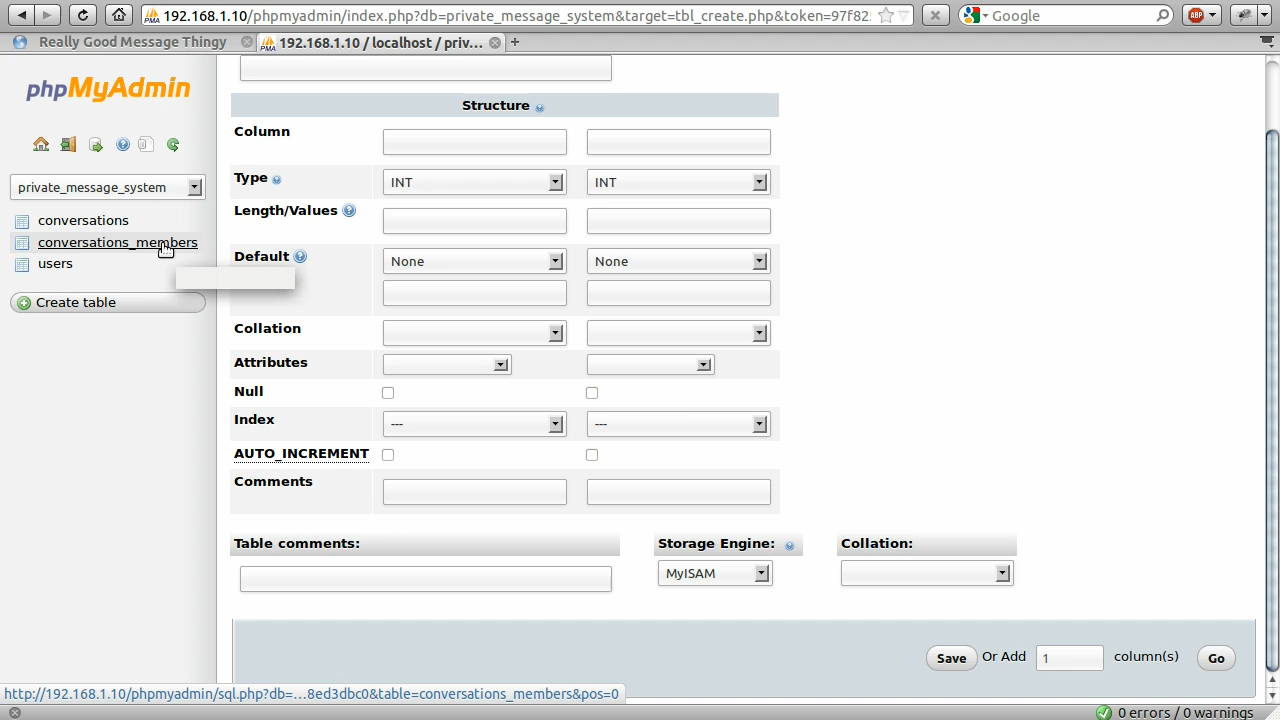 192.168.1.10/phpmyadmin/index.php?db=private_message_system&target=tbl_create.php&token=97f82
Google
ABP
Really Good Message Thingy
192.168.1.10 / localhost / priv...
phpMyAdmin
private_message_system
conversations
conversations_members
users
Create table
Structure
Column
Type
INT
INT
Length/Values
Default
None
None
Collation
Attributes
Null
Index
---
---
AUTO_INCREMENT
Comments
Table comments:
Storage Engine:
Collation:
MyISAM
Save
Or Add
1
column(s)
Go
http://192.168.1.10/phpmyadmin/sql.php?db=...8ed3dbc0&table=conversations_members&pos=0
0 errors / 0 warnings